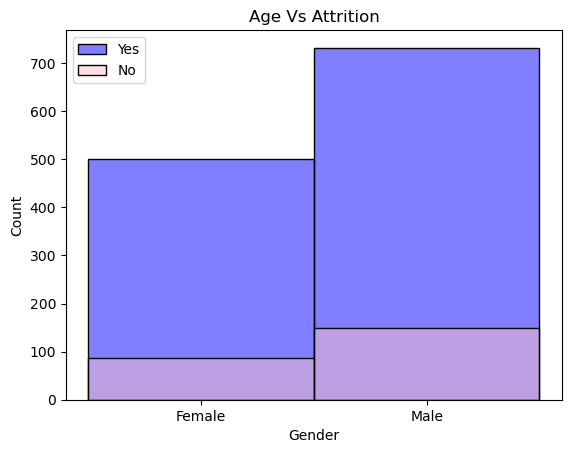 Age Vs Attrition
Yes
No
700
600
500
400
300
200
100
0
Count
Female
Male
Gender